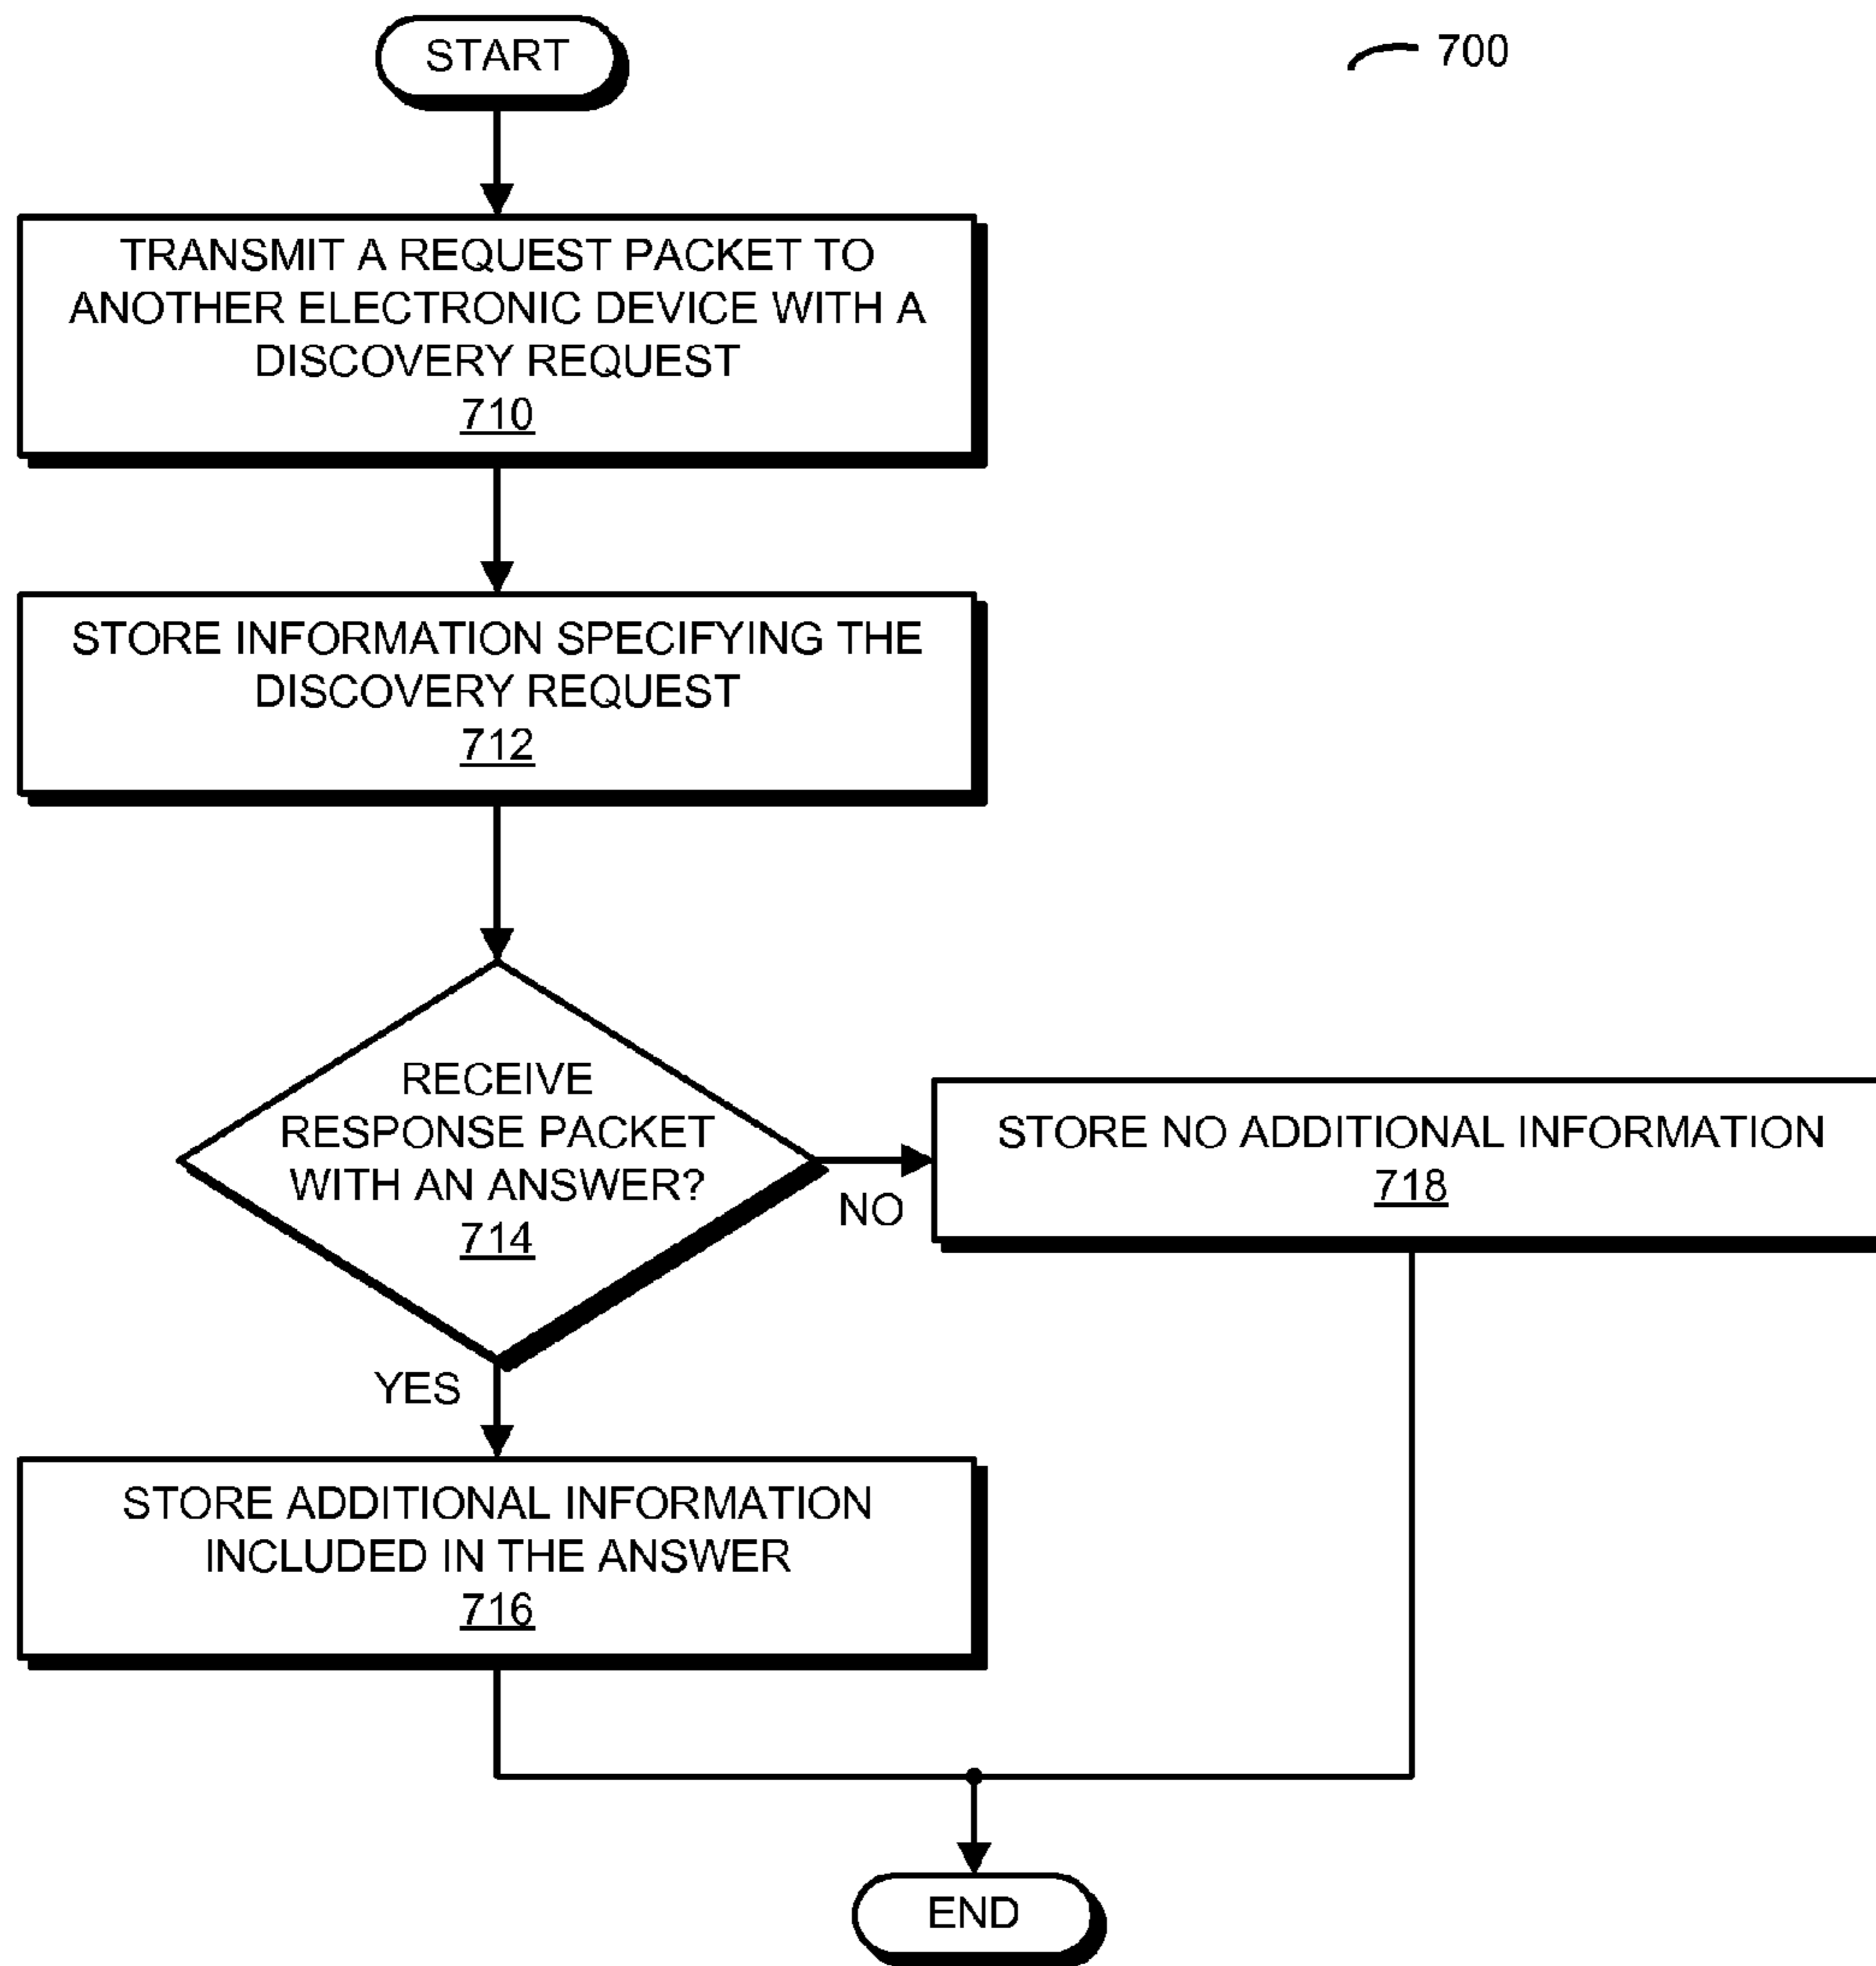 START
700
TRANSMIT A REQUEST PACKET TO
ANOTHER ELECTRONIC DEVICE WITH A
DISCOVERY REQUEST
710
STORE INFORMATION SPECIFYING THE
DISCOVERY REQUEST
712
RECEIVE
RESPONSE PACKET
WITH AN ANSWER?
714
NO
STORE NO ADDITIONAL INFORMATION
718
YES
STORE ADDITIONAL INFORMATION
INCLUDED IN THE ANSWER
716
END